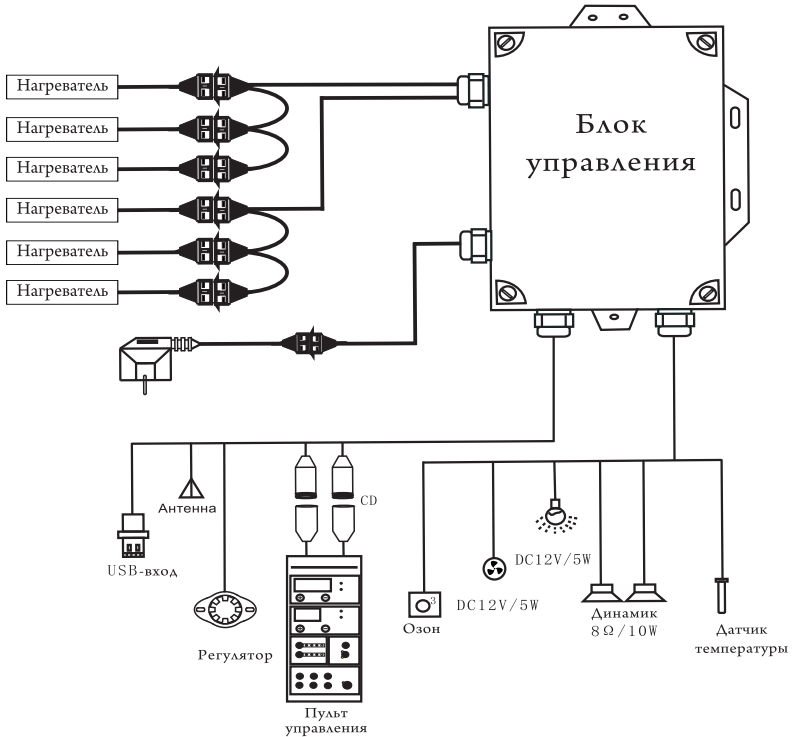 Нагреватель
Нагреватель
Нагреватель
Нагреватель
Нагреватель
Нагреватель
Блок
управления
Антенна
CD
USB-вход
Регулятор
Пульт
управления
O3
Озон
DC12V/5W
DC12V/5W
Динамик
8Ω/10W
Датчик
температуры